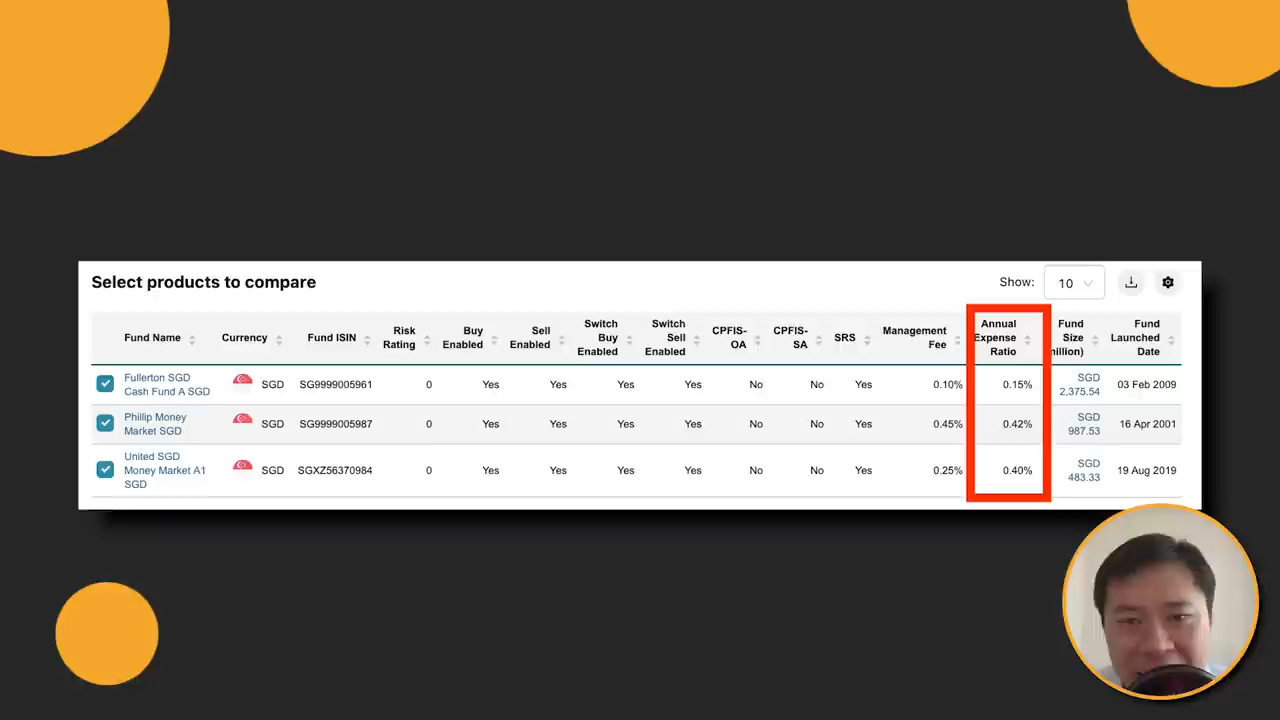 Select products to compare
Show: 10
Fund Name Currency Fund ISIN Risk Rating Buy Enabled Sell Enabled Switch Buy Enabled Switch Sell Enabled CPFIS-OA CPFIS-SA SRS Management Fee Annual Expense Ratio Fund Size million) Fund Launched Date
Fullerton SGD Cash Fund A SGD SGD SG9999005961 0 Yes Yes Yes Yes No No Yes 0.10% 0.15% SGD 2,375.54 03 Feb 2009
Phillip Money Market SGD SGD SG9999005987 0 Yes Yes Yes Yes No No Yes 0.45% 0.42% SGD 987.53 16 Apr 2001
United SGD Money Market A1 SGD SGD SGXZ56370984 0 Yes Yes Yes Yes No No Yes 0.25% 0.40% SGD 483.33 19 Aug 2019